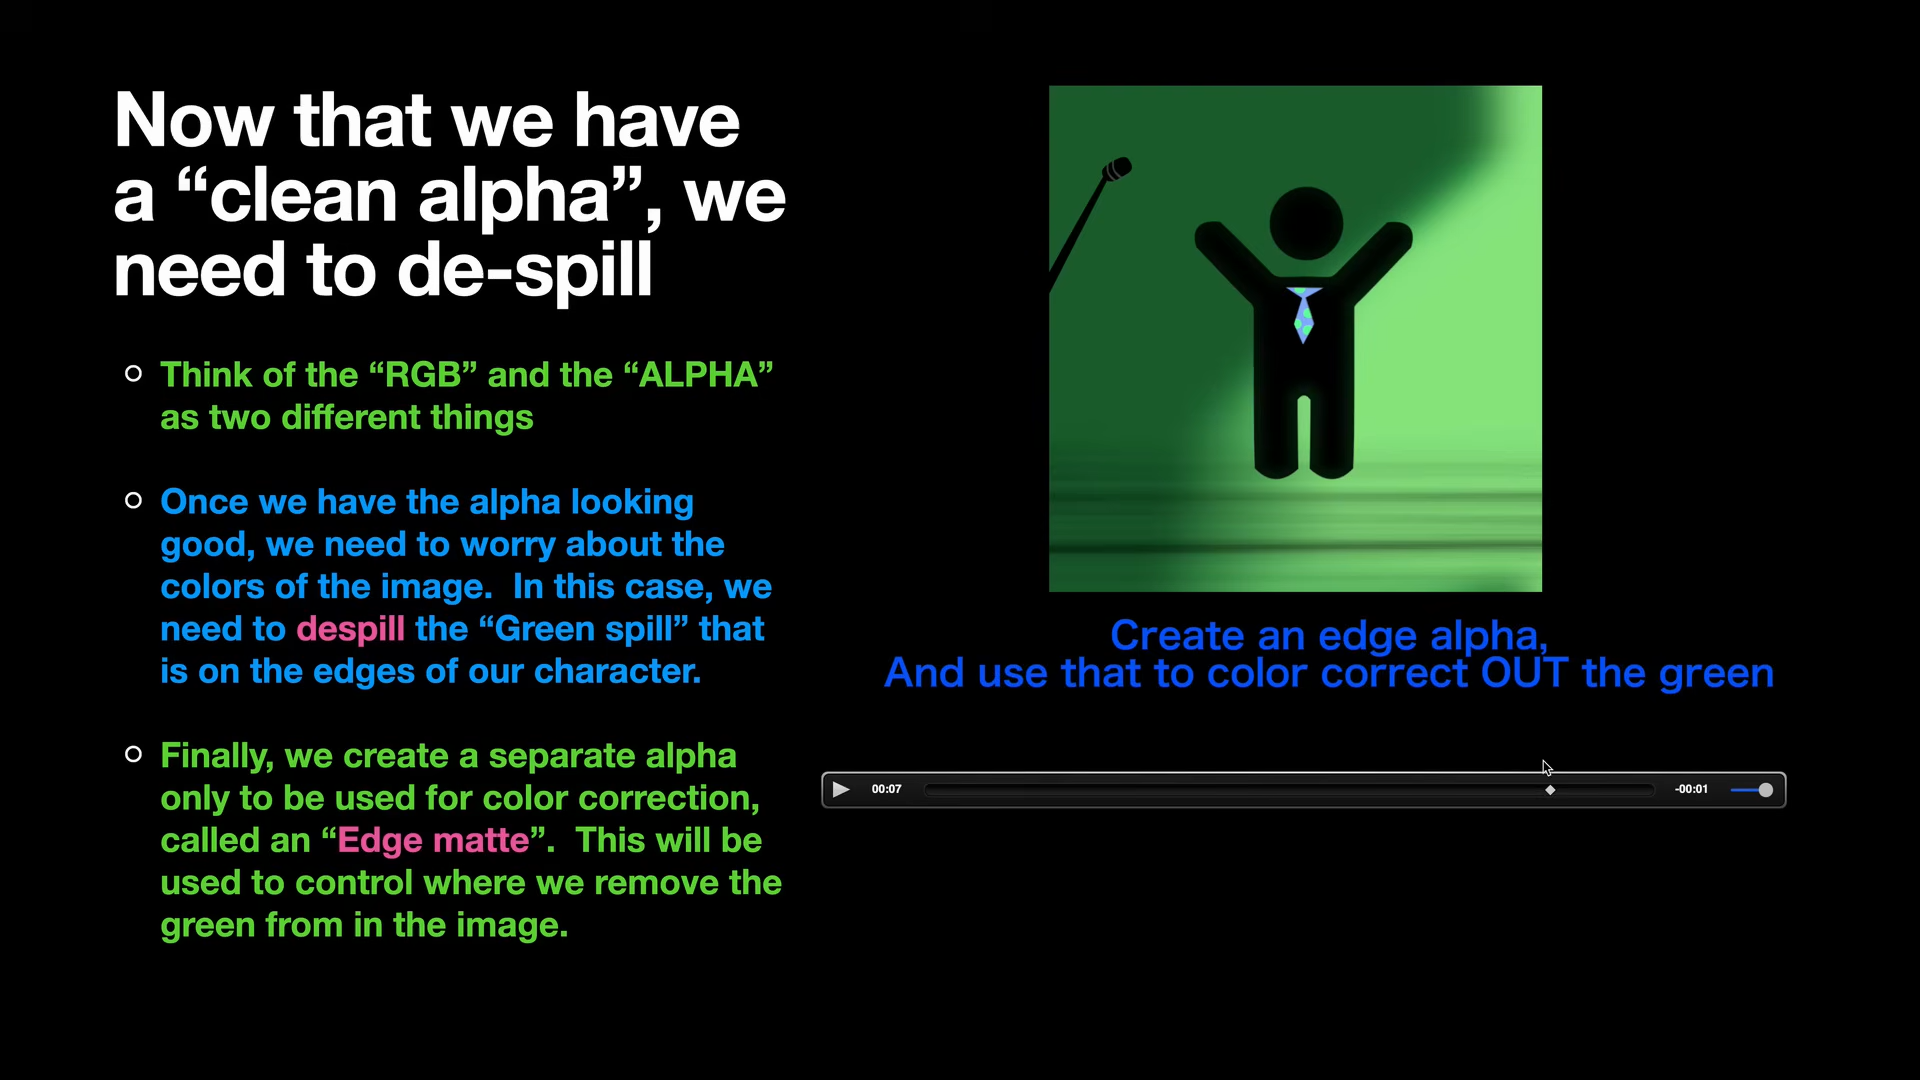 Now that we have
a “clean alpha”, we
need to de-spill
Think of the “RGB” and the “ALPHA”
as two different things
Once we have the alpha looking
good, we need to worry about the
colors of the image.  In this case, we
need to despill the “Green spill” that
is on the edges of our character.
Finally, we create a separate alpha
only to be used for color correction,
called an “Edge matte”.  This will be
used to control where we remove the
green from in the image.
Create an edge alpha,
And use that to color correct OUT the green
00:07
-00:01